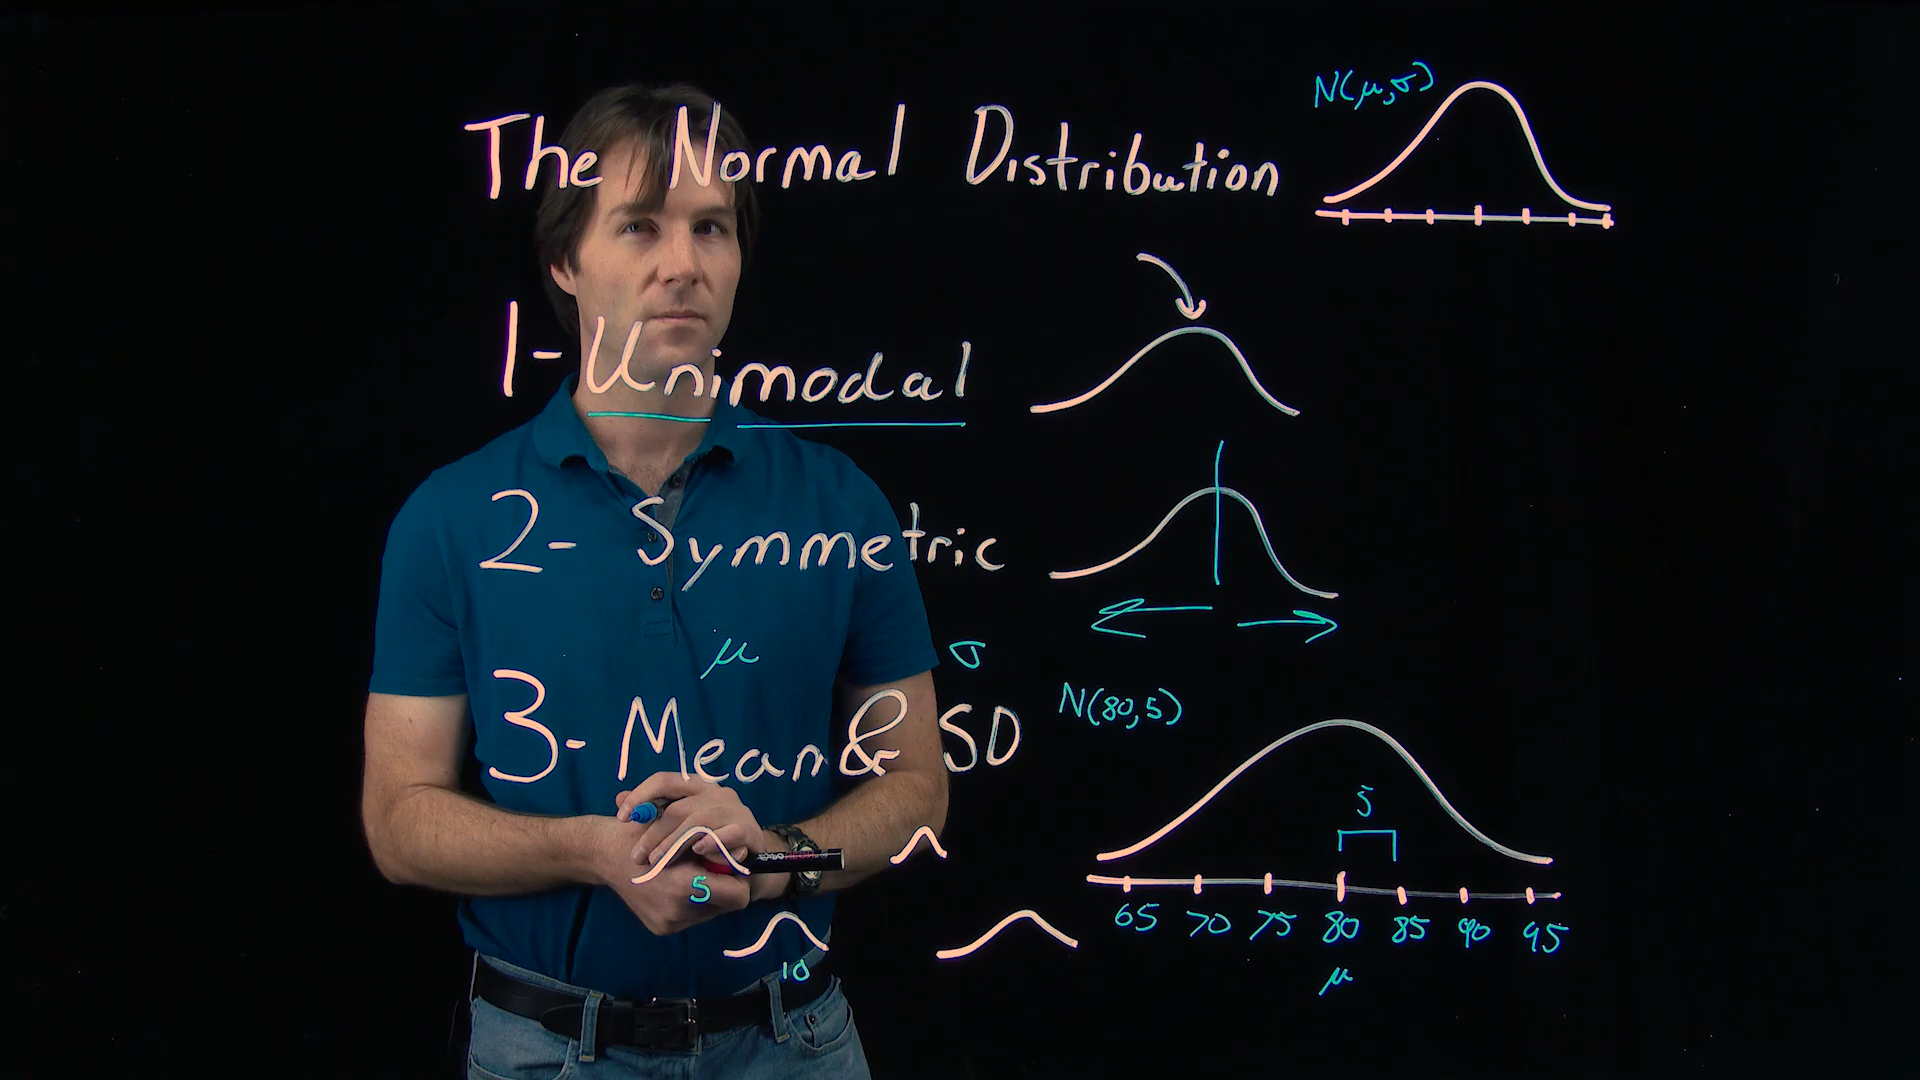 The Normal Distribution
N(μ,σ)
1- Unimodal
2- Symmetric
μ σ
3- Mean & SD
N(80,5)
5
5
10
65 70 75 80 85 90 95
μ